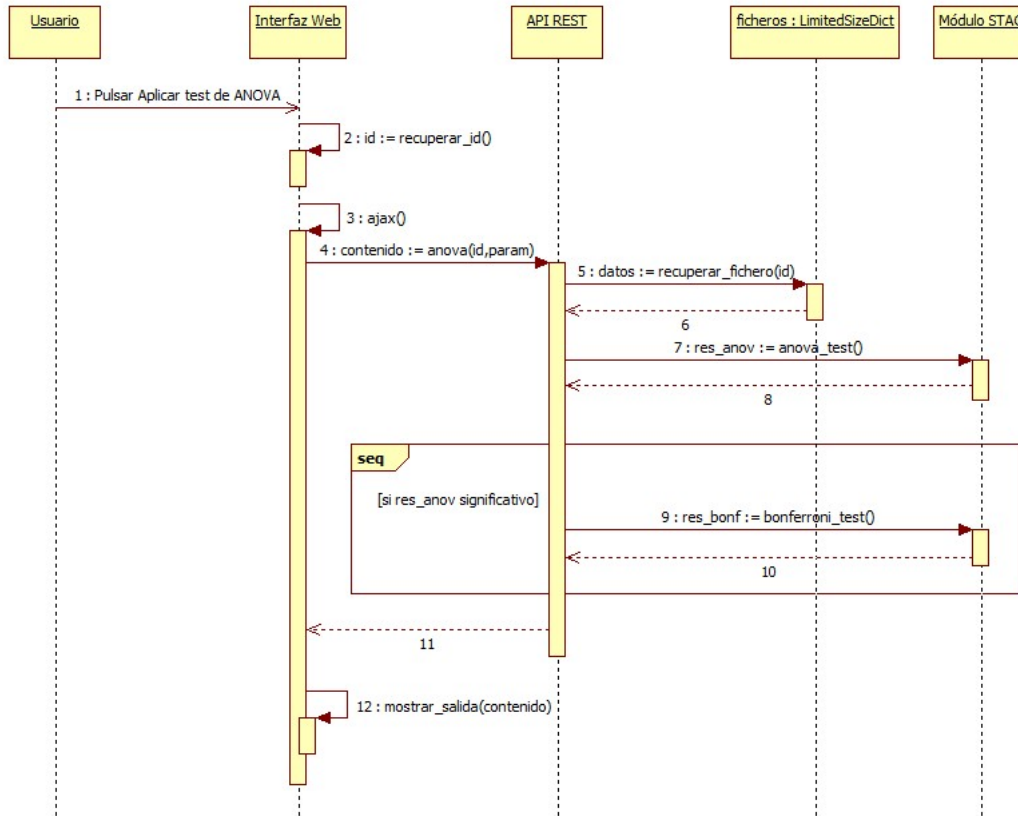 Usuario
Interfaz Web
API REST
ficheros : LimitedSizeDict
Módulo STAC
1 : Pulsar Aplicar test de ANOVA
2 : id := recuperar_id()
3 : ajax()
4 : contenido := anova(id,param)
5 : datos := recuperar_fichero(id)
6
7 : res_anov := anova_test()
8
seq
[si res_anov significativo]
9 : res_bonf := bonferroni_test()
10
11
12 : mostrar_salida(contenido)